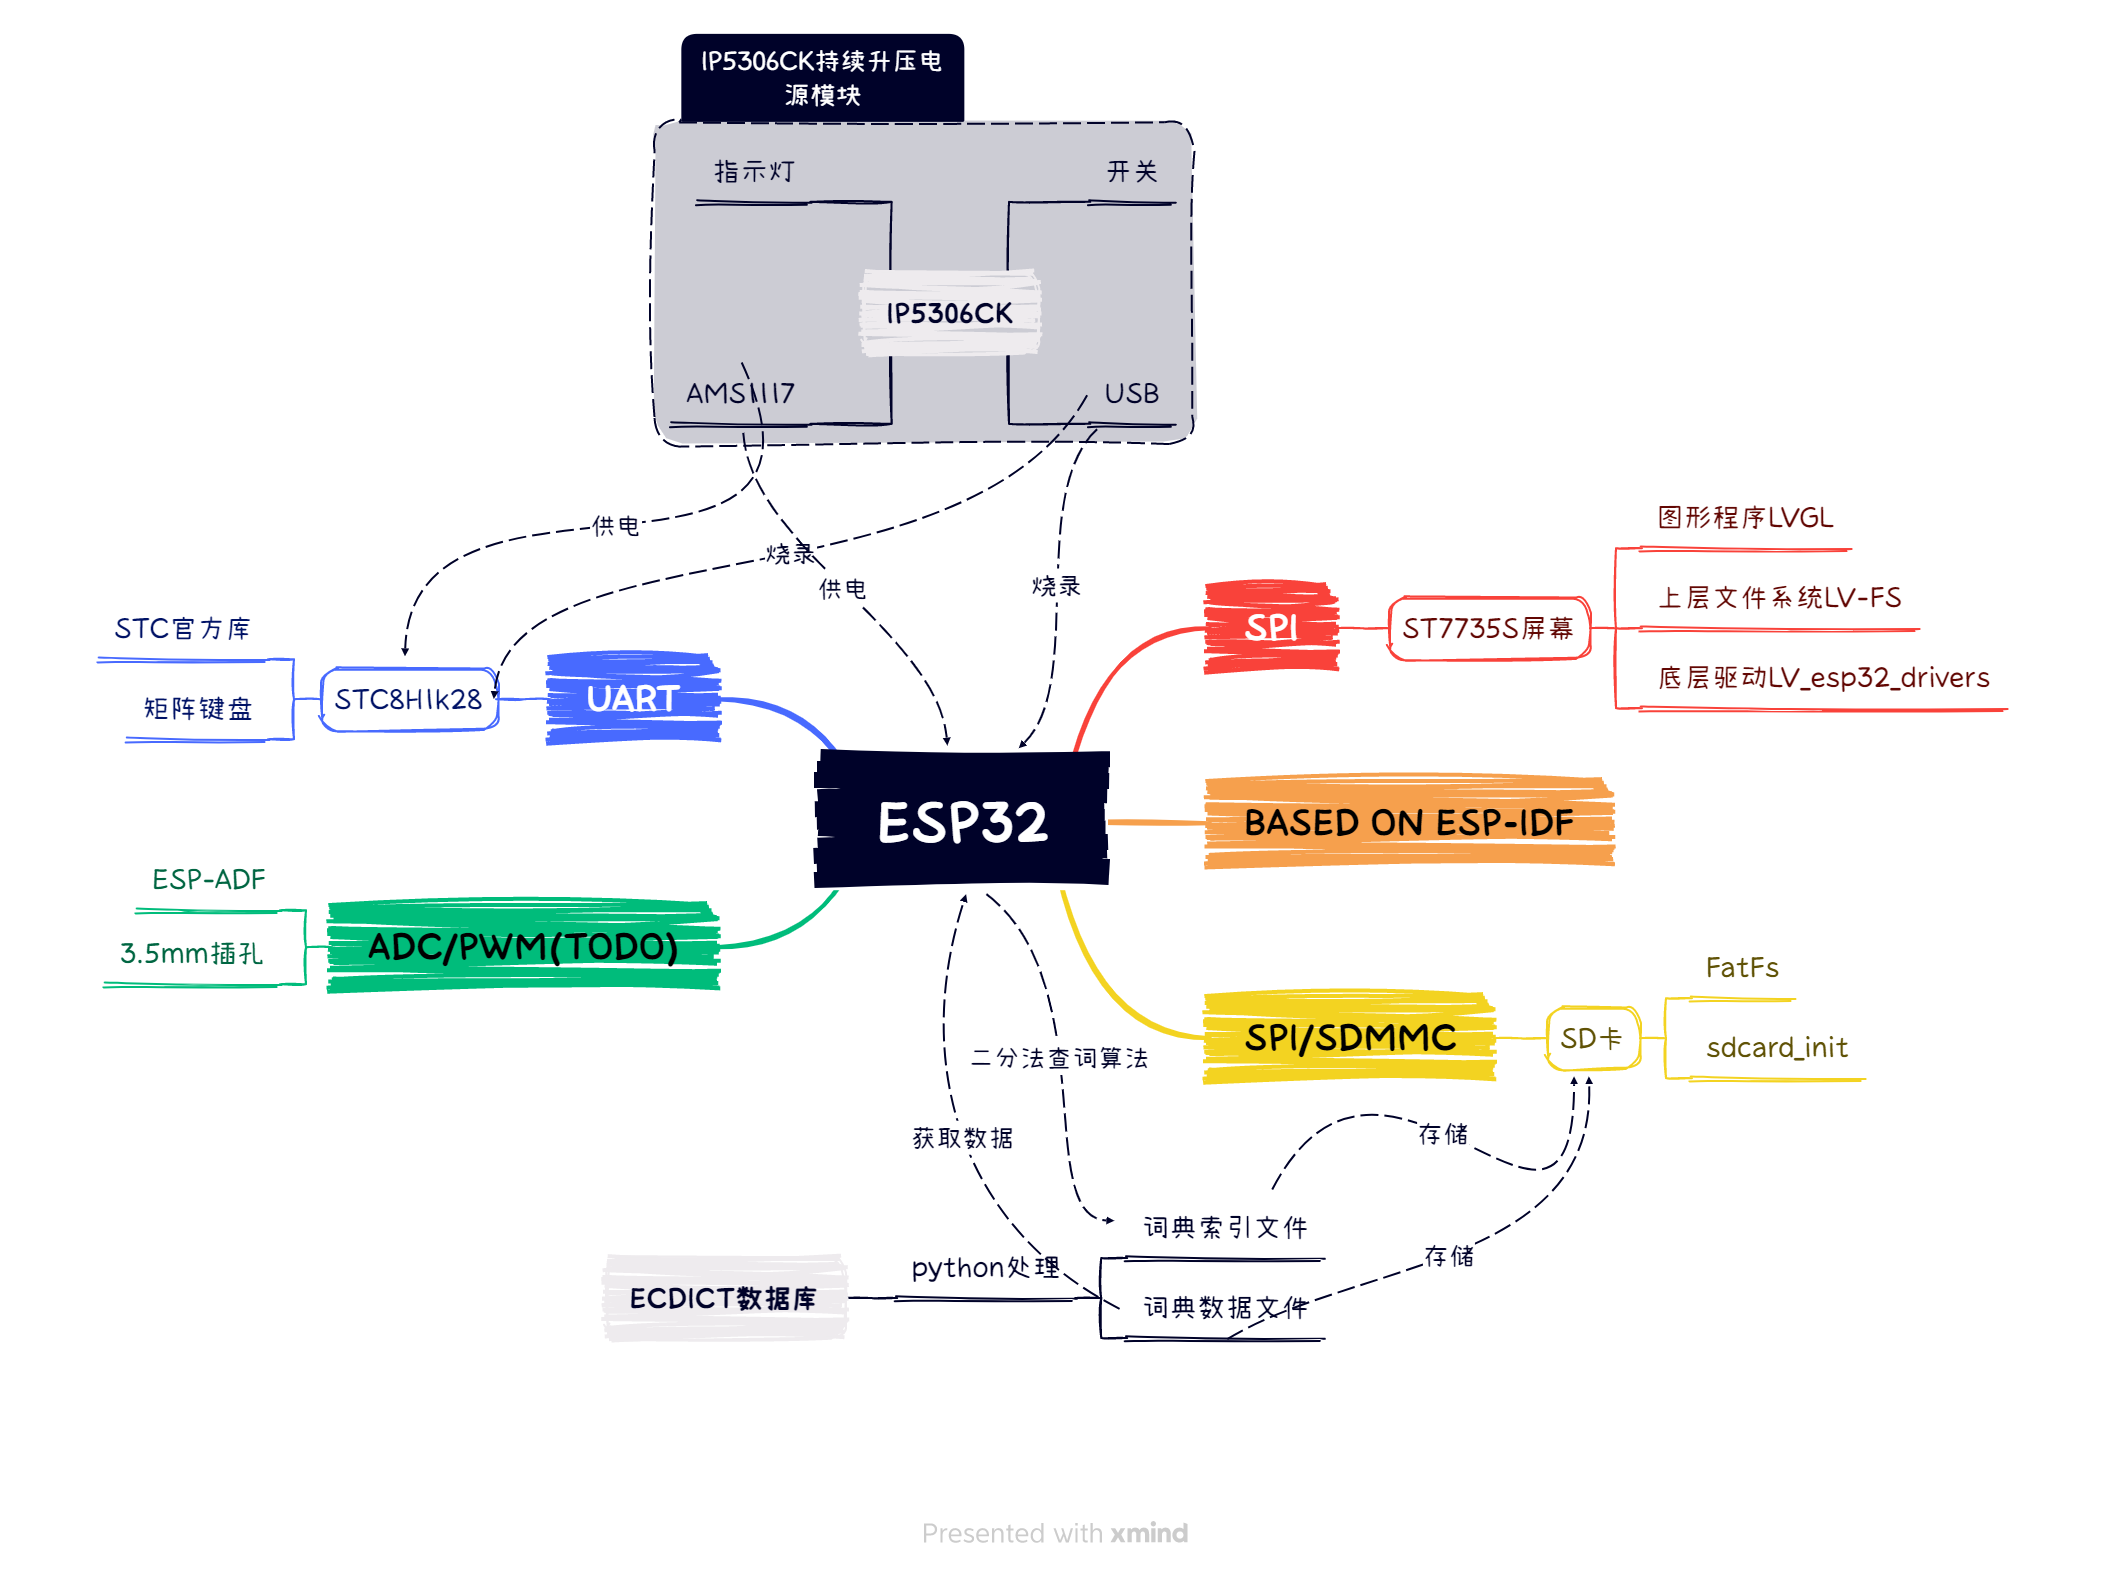 IP5306CK持续升压电
源模块
指示灯
开关
IP5306CK
AMS1117
USB
供电
烧录
供电
烧录
图形程序LVGL
上层文件系统LV-FS
底层驱动LV_esp32_drivers
SPI
ST7735S屏幕
STC官方库
矩阵键盘
STC8H1k28
UART
ESP32
BASED ON ESP-IDF
ESP-ADF
3.5mm插孔
ADC/PWM(TODO)
FatFs
sdcard_init
SPI/SDMMC
SD卡
二分法查词算法
获取数据
存储
存储
词典索引文件
python处理
ECDICT数据库
词典数据文件
Presented with xmind